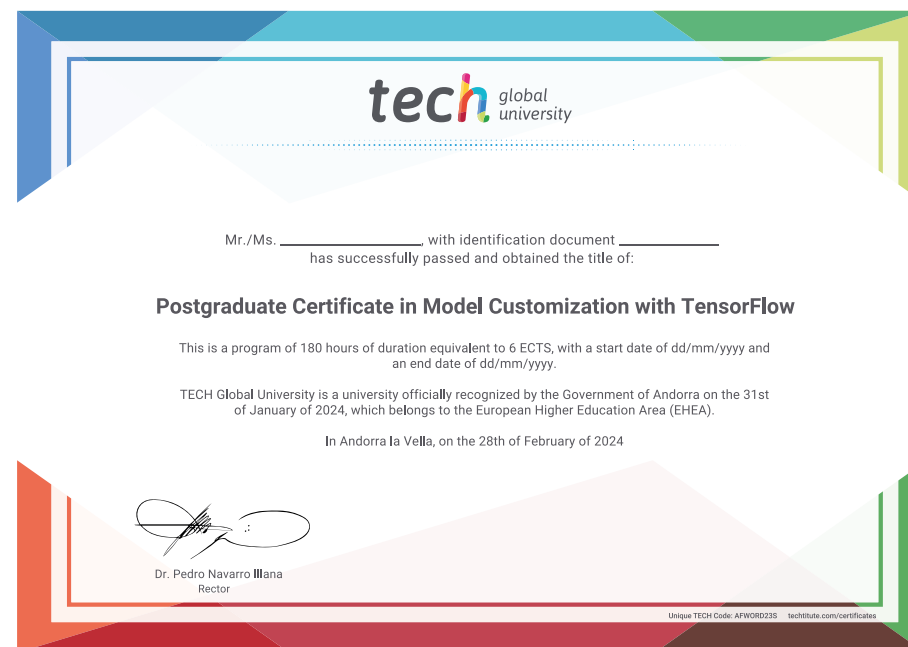 tech global university
Mr./Ms. ____________________, with identification document ______________
has successfully passed and obtained the title of:
Postgraduate Certificate in Model Customization with TensorFlow
This is a program of 180 hours of duration equivalent to 6 ECTS, with a start date of dd/mm/yyyy and
an end date of dd/mm/yyyy.
TECH Global University is a university officially recognized by the Government of Andorra on the 31st
of January of 2024, which belongs to the European Higher Education Area (EHEA).
In Andorra la Vella, on the 28th of February of 2024
Dr. Pedro Navarro Illana
Rector
Unique TECH Code: AFWORD23S techtitute.com/certificates